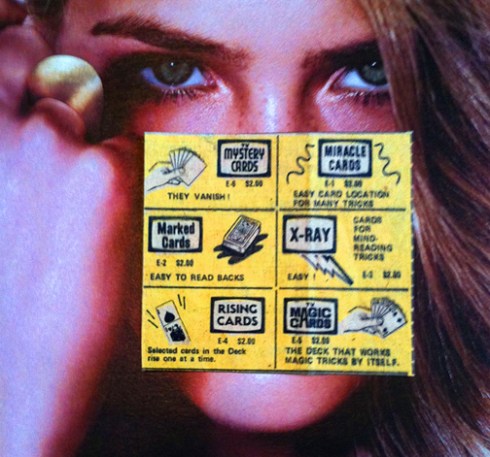 TV
MYSTERY
CARDS
E-6 $2.00
THEY VANISH!
MIRACLE
CARDS
E-1 $2.00
EASY CARD LOCATION
FOR MANY TRICKS
Marked
Cards
E-2 $2.00
EASY TO READ BACKS
X-RAY
CARDS
FOR
MIND-
READING
TRICKS
EASY!
E-3 $2.00
RISING
CARDS
E-4 $2.00
Selected cards in the Deck
rise one at a time.
TV
MAGIC
CARDS
E-5 $2.00
THE DECK THAT WORKS
MAGIC TRICKS BY ITSELF.